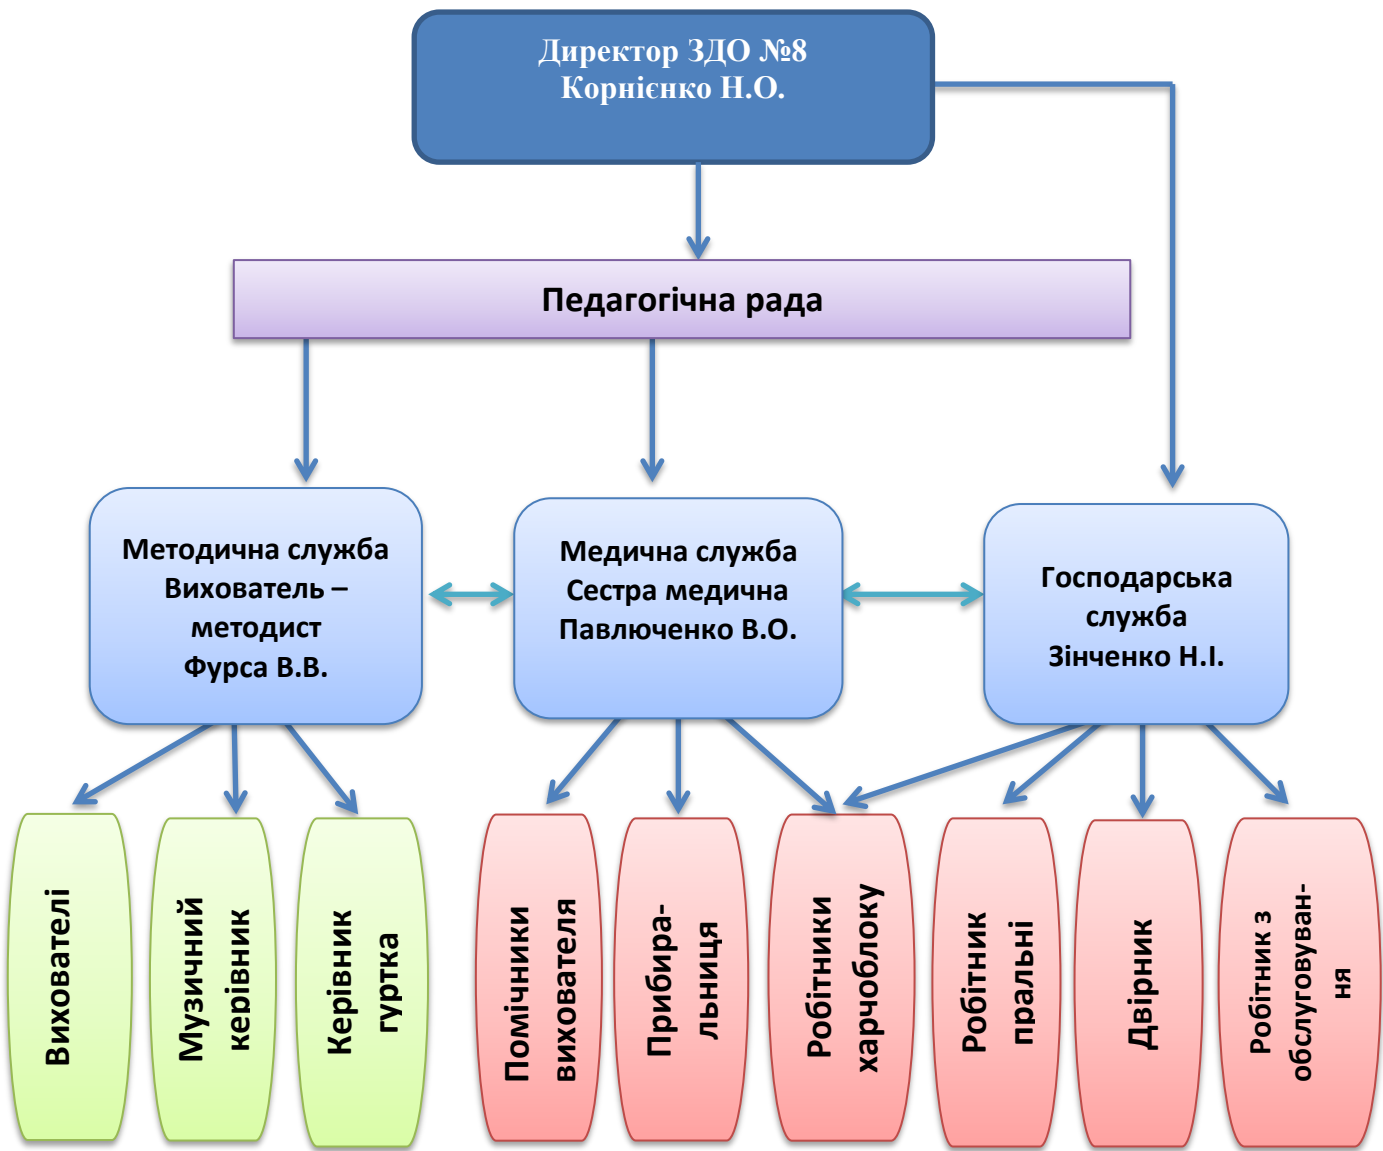 Директор ЗДО №8
Корнієнко Н.О.
Педагогічна рада
Методична служба
Вихователь –
методист
Фурса В.В.
Медична служба
Сестра медична
Павлюченко В.О.
Господарська
служба
Зінченко Н.І.
Вихователі
Музичний
керівник
Керівник
гуртка
Помічники
вихователя
Прибира-
льниця
Робітники
харчоблоку
Робітник
пральні
Двірник
Робітник з
обслуговуван-
ня